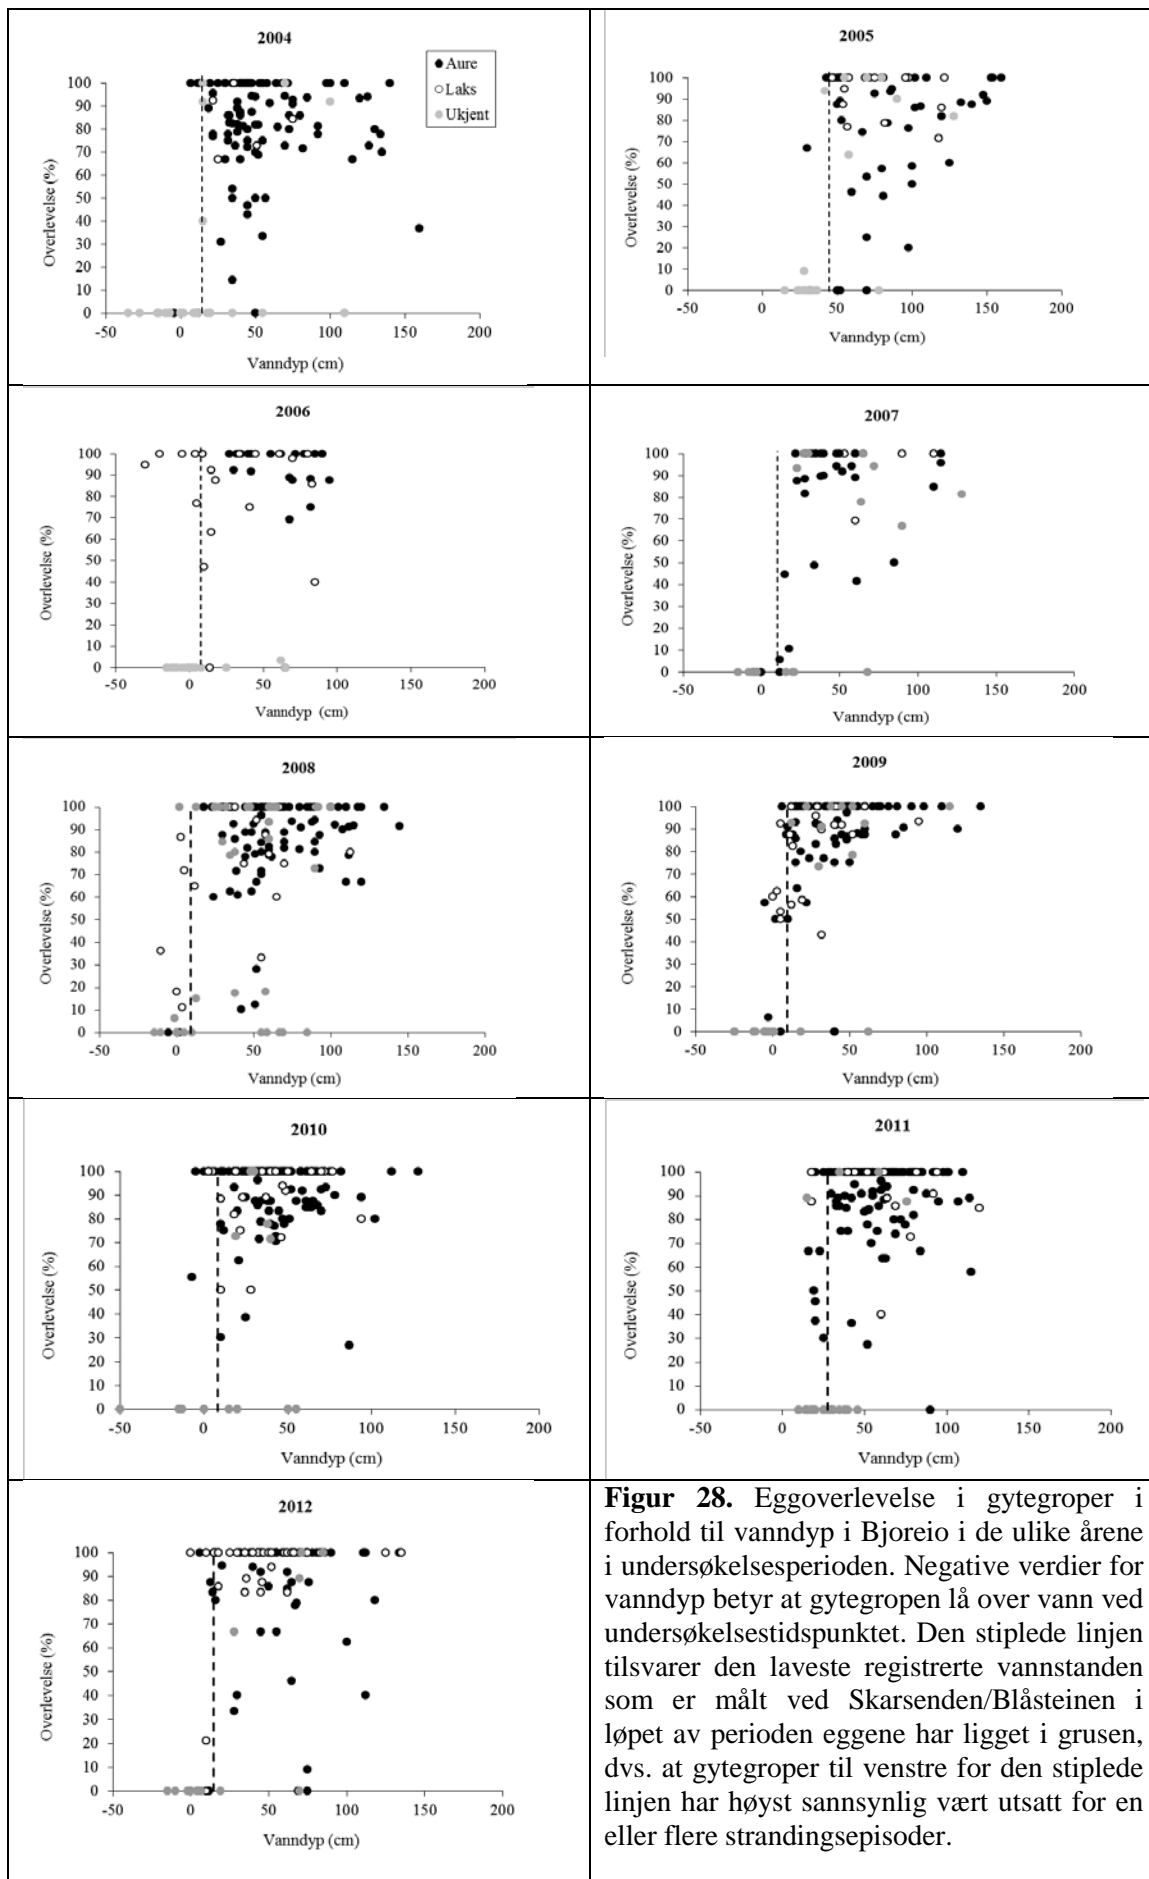 2004
Aure
Laks
Ukjent
100
90
80
70
60
50
40
30
20
10
0
Overlevelse (%)
-50 0 50 100 150 200
Vanndyp (cm)
2005
100
90
80
70
60
50
40
30
20
10
0
Overlevelse (%)
-50 0 50 100 150 200
Vanndyp (cm)
2006
100
90
80
70
60
50
40
30
20
10
0
Overlevelse (%)
-50 0 50 100 150 200
Vanndyp (cm)
2007
100
90
80
70
60
50
40
30
20
10
0
Overlevelse (%)
-50 0 50 100 150 200
Vanndyp (cm)
2008
100
90
80
70
60
50
40
30
20
10
0
Overlevelse (%)
-50 0 50 100 150 200
Vanndyp (cm)
2009
100
90
80
70
60
50
40
30
20
10
0
Overlevelse (%)
-50 0 50 100 150 200
Vanndyp (cm)
2010
100
90
80
70
60
50
40
30
20
10
0
Overlevelse (%)
-50 0 50 100 150 200
Vanndyp (cm)
2011
100
90
80
70
60
50
40
30
20
10
0
Overlevelse (%)
-50 0 50 100 150 200
Vanndyp (cm)
2012
100
90
80
70
60
50
40
30
20
10
0
Overlevelse (%)
-50 0 50 100 150 200
Vanndyp (cm)
Figur 28. Eggoverlevelse i gytegroper i
forhold til vanndyp i Bjoreio i de ulike årene
i undersøkelsesperioden. Negative verdier for
vanndyp betyr at gytegropen lå over vann ved
undersøkelsestidspunktet. Den stiplede linjen
tilsvarer den laveste registrerte vannstanden
som er målt ved Skarsenden/Blåsteinen i
løpet av perioden eggene har ligget i grusen,
dvs. at gytegroper til venstre for den stiplede
linjen har høyst sannsynlig vært utsatt for en
eller flere strandingsepisoder.